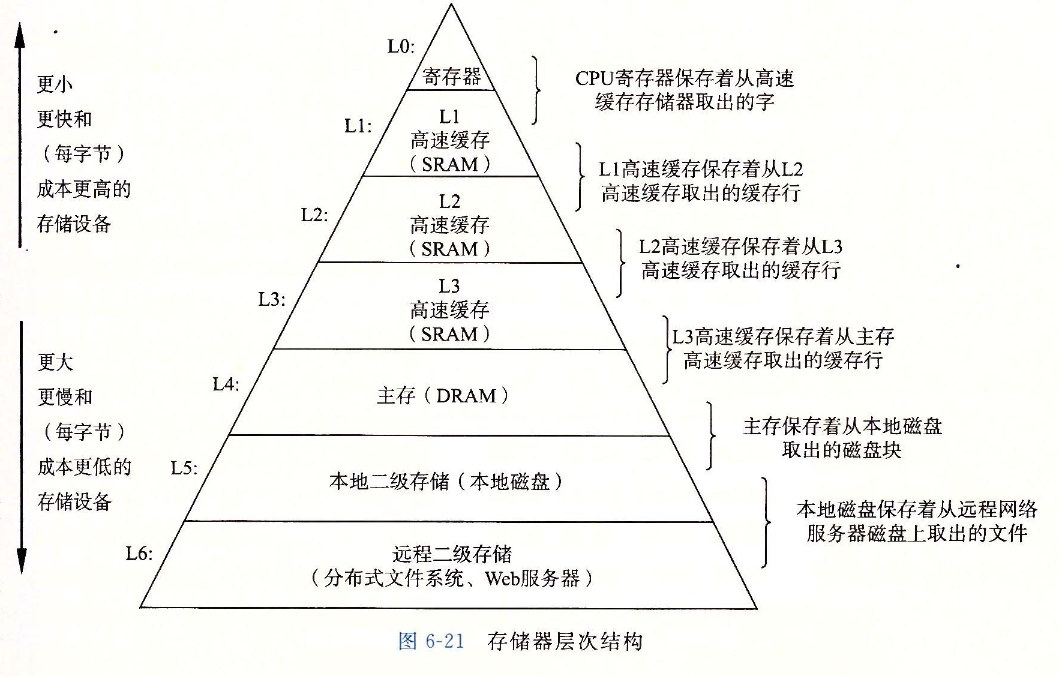 更小
更快和
（每字节）
成本更高的
存储设备
更大
更慢和
（每字节）
成本更低的
存储设备
L0:
寄存器
CPU寄存器保存着从高速
缓存存储器取出的字
L1:
L1
高速缓存
（SRAM）
L1高速缓存保存着从L2
高速缓存取出的缓存行
L2:
L2
高速缓存
（SRAM）
L2高速缓存保存着从L3
高速缓存取出的缓存行
L3:
L3
高速缓存
（SRAM）
L3高速缓存保存着从主存
高速缓存取出的缓存行
L4:
主存（DRAM）
主存保存着从本地磁盘
取出的磁盘块
L5:
本地二级存储（本地磁盘）
本地磁盘保存着从远程网络
服务器磁盘上取出的文件
L6:
远程二级存储
（分布式文件系统、Web服务器）
图 6-21 存储器层次结构